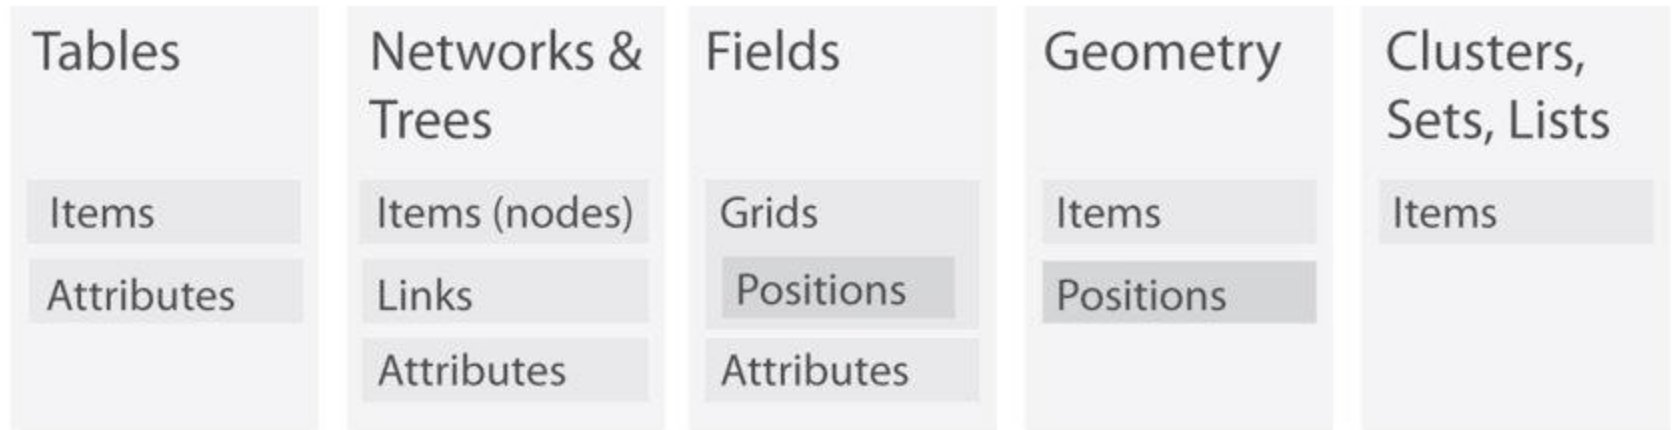 Tables
Items
Attributes
Networks &
Trees
Items (nodes)
Links
Attributes
Fields
Grids
Positions
Attributes
Geometry
Items
Positions
Clusters,
Sets, Lists
Items